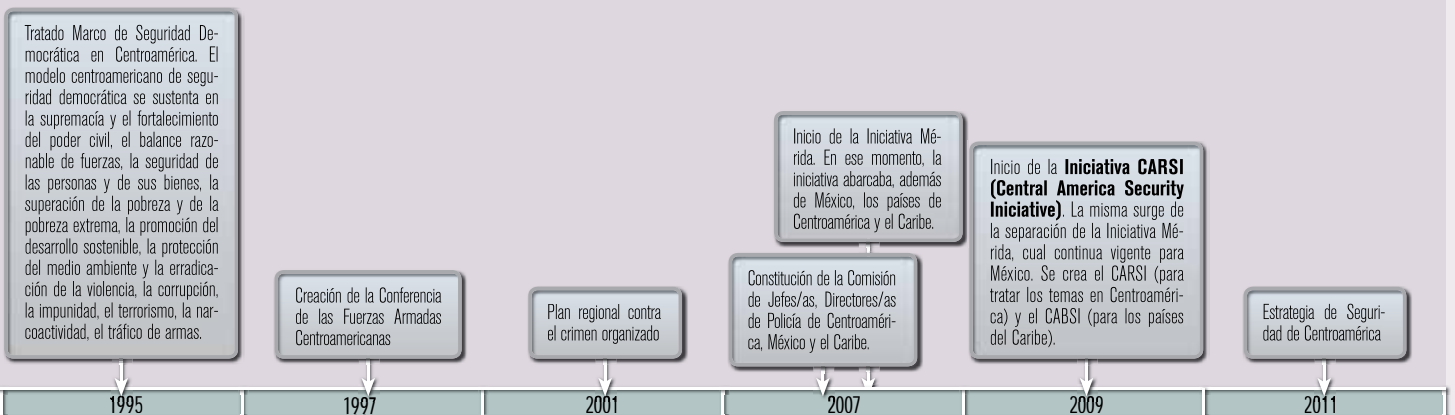 Tratado Marco de Seguridad De-
mocrática en Centroamérica. El
modelo centroamericano de segu-
ridad democrática se sustenta en
la supremacía y el fortalecimiento
del poder civil, el balance razo-
nable de fuerzas, la seguridad de
las personas y de sus bienes, la
superación de la pobreza y de la
pobreza extrema, la promoción del
desarrollo sostenible, la protección
del medio ambiente y la erradica-
ción de la violencia, la corrupción,
la impunidad, el terrorismo, la nar-
coactividad, el tráfico de armas.
Creación de la Conferencia
de las Fuerzas Armadas
Centroamericanas
Plan regional contra
el crimen organizado
Inicio de la Iniciativa Mé-
rida. En ese momento, la
iniciativa abarcaba, además
de México, los países de
Centroamérica y el Caribe.
Constitución de la Comisión
de Jefes/as, Directores/as
de Policía de Centroaméri-
ca, México y el Caribe.
Inicio de la Iniciativa CARSI
(Central America Security
Iniciative). La misma surge de
la separación de la Iniciativa Mé-
rida, cual continua vigente para
México. Se crea el CARSI (para
tratar los temas en Centroaméri-
ca) y el CABSI (para los países
del Caribe).
Estrategia de Seguri-
dad de Centroamérica
1995
1997
2001
2007
2009
2011